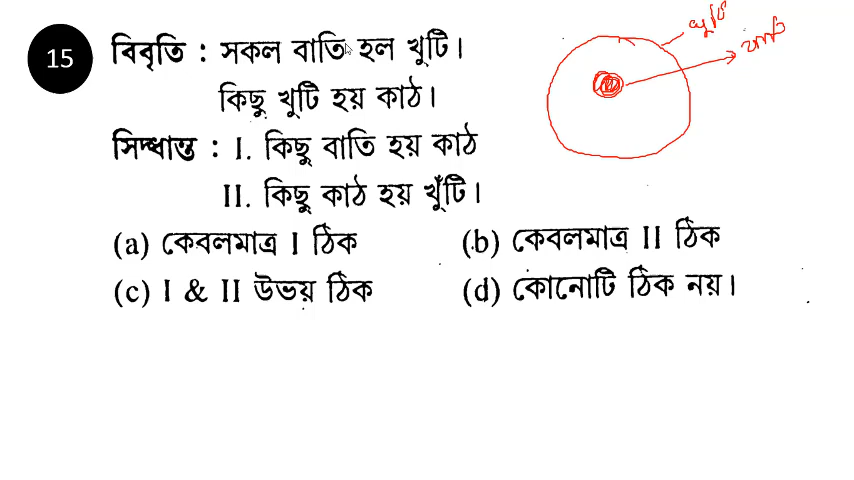 15 বিবৃতি : সকল বাতি হল খুটি।
কিছু খুটি হয় কাঠ।
সিদ্ধান্ত : I. কিছু বাতি হয় কাঠ
II. কিছু কাঠ হয় খুঁটি।
(a) কেবলমাত্র I ঠিক (b) কেবলমাত্র II ঠিক
(c) I & II উভয় ঠিক (d) কোনোটি ঠিক নয়।